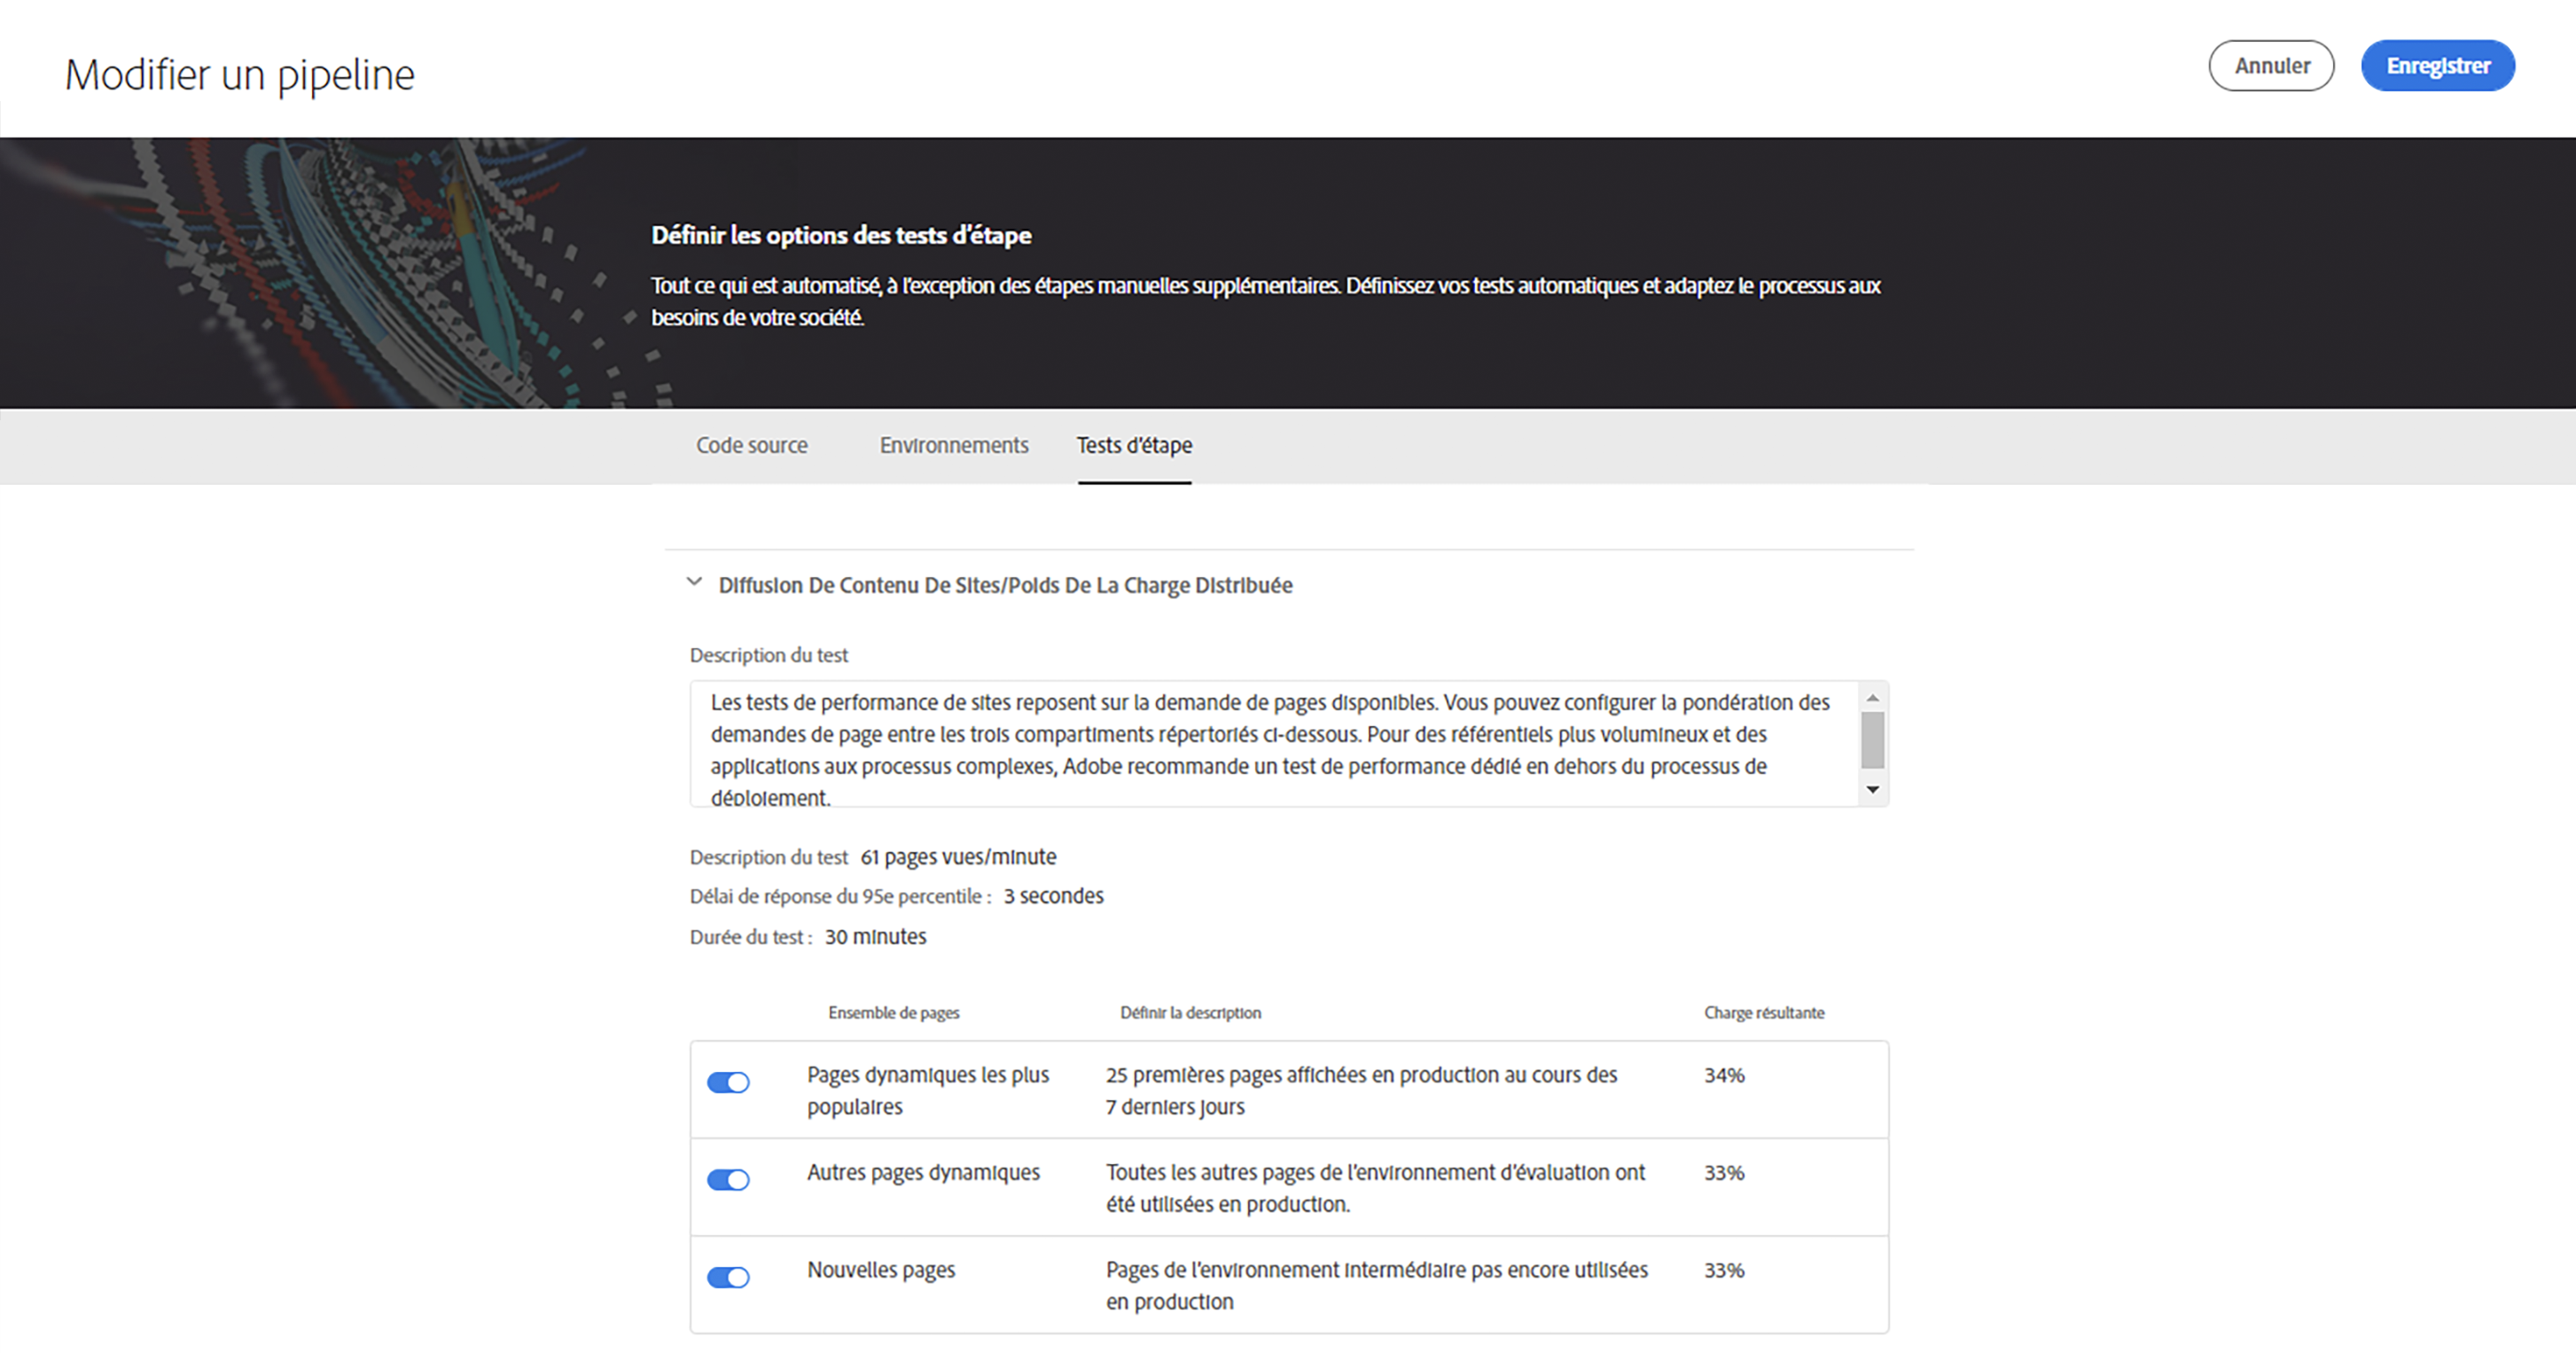 Modifier un pipeline
Annuler
Enregistrer
Définir les options des tests d'étape
Tout ce qui est automatisé, à l'exception des étapes manuelles supplémentaires. Définissez vos tests automatiques et adaptez le processus aux
besoins de votre société.
Code source
Environnements
Tests d'étape
Diffusion De Contenu De Sites/Poids De La Charge Distribuée
Description du test
Les tests de performance de sites reposent sur la demande de pages disponibles. Vous pouvez configurer la pondération des
demandes de page entre les trois compartiments répertoriés ci-dessous. Pour des référentiels plus volumineux et des
applications aux processus complexes, Adobe recommande un test de performance dédié en dehors du processus de
déploiement.
Description du test 61 pages vues/minute
Délai de réponse du 95e percentile : 3 secondes
Durée du test : 30 minutes
Ensemble de pages
Définir la description
Charge résultante
Pages dynamiques les plus
populaires
25 premières pages affichées en production au cours des
7 derniers jours
34%
Autres pages dynamiques
Toutes les autres pages de l'environnement d'évaluation ont
été utilisées en production.
33%
Nouvelles pages
Pages de l'environnement intermédiaire pas encore utilisées
en production
33%